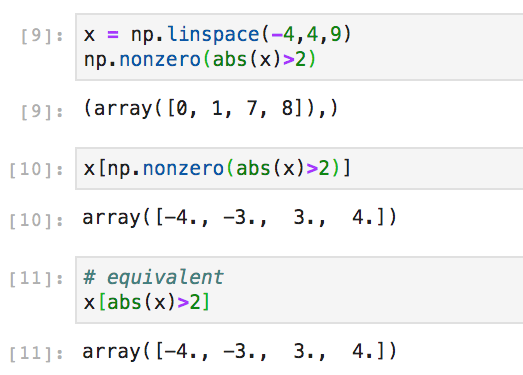 [9]: x = np.linspace(-4,4,9)
np.nonzero(abs(x)>2)
[9]: (array([0, 1, 7, 8]),)
[10]: x[np.nonzero(abs(x)>2)]
[10]: array([-4., -3.,  3.,  4.])
[11]: # equivalent
x[abs(x)>2]
[11]: array([-4., -3.,  3.,  4.])